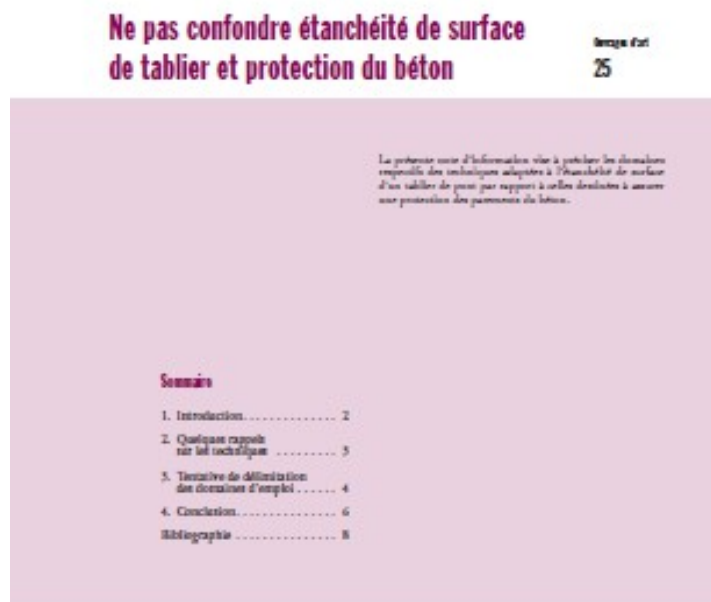 Ne pas confondre étanchéité de surface
de tablier et protection du béton
Ouvrages d'art
25
La présente note d'information vise à préciser les domaines
respectifs des techniques adaptées à l'étanchéité de surface
d'un tablier de pont par rapport à celles destinées à assurer
une protection des parements du béton.
Sommaire
1. Introduction.............. 2
2. Quelques rappels
sur les techniques ......... 3
3. Tentative de délimitation
des domaines d'emploi...... 4
4. Conclusion............... 6
Bibliographie ............... 8